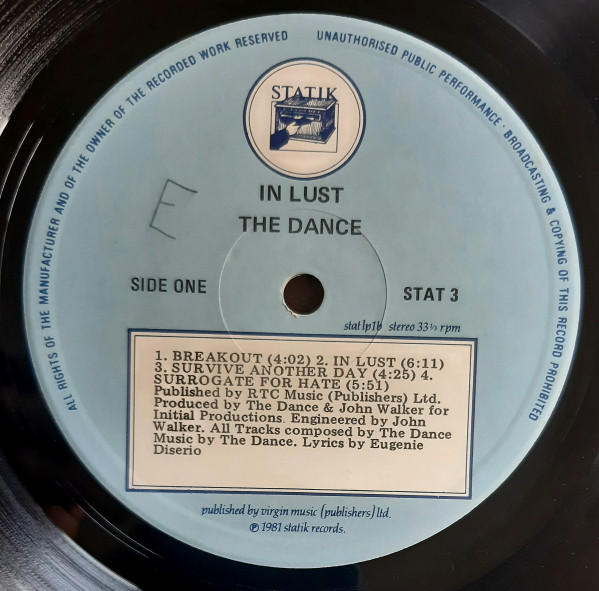 ALL RIGHTS OF THE MANUFACTURER AND OF THE OWNER OF THE RECORDED WORK RESERVED
UNAUTHORISED PUBLIC PERFORMANCE · BROADCASTING & COPYING OF THIS RECORD PROHIBITED
STATIK
E
IN LUST
THE DANCE
SIDE ONE
STAT 3
stereo 33⅓ rpm
1. BREAKOUT (4:02) 2. IN LUST (6:11)
3. SURVIVE ANOTHER DAY (4:25) 4.
SURROGATE FOR HATE (5:51)
Published by RTC Music (Publishers) Ltd.
Produced by The Dance & John Walker for
Initial Productions. Engineered by John
Walker. All Tracks composed by The Dance
Music by The Dance. Lyrics by Eugenie
Diserio
published by virgin music (publishers) ltd.
℗ 1981 statik records.